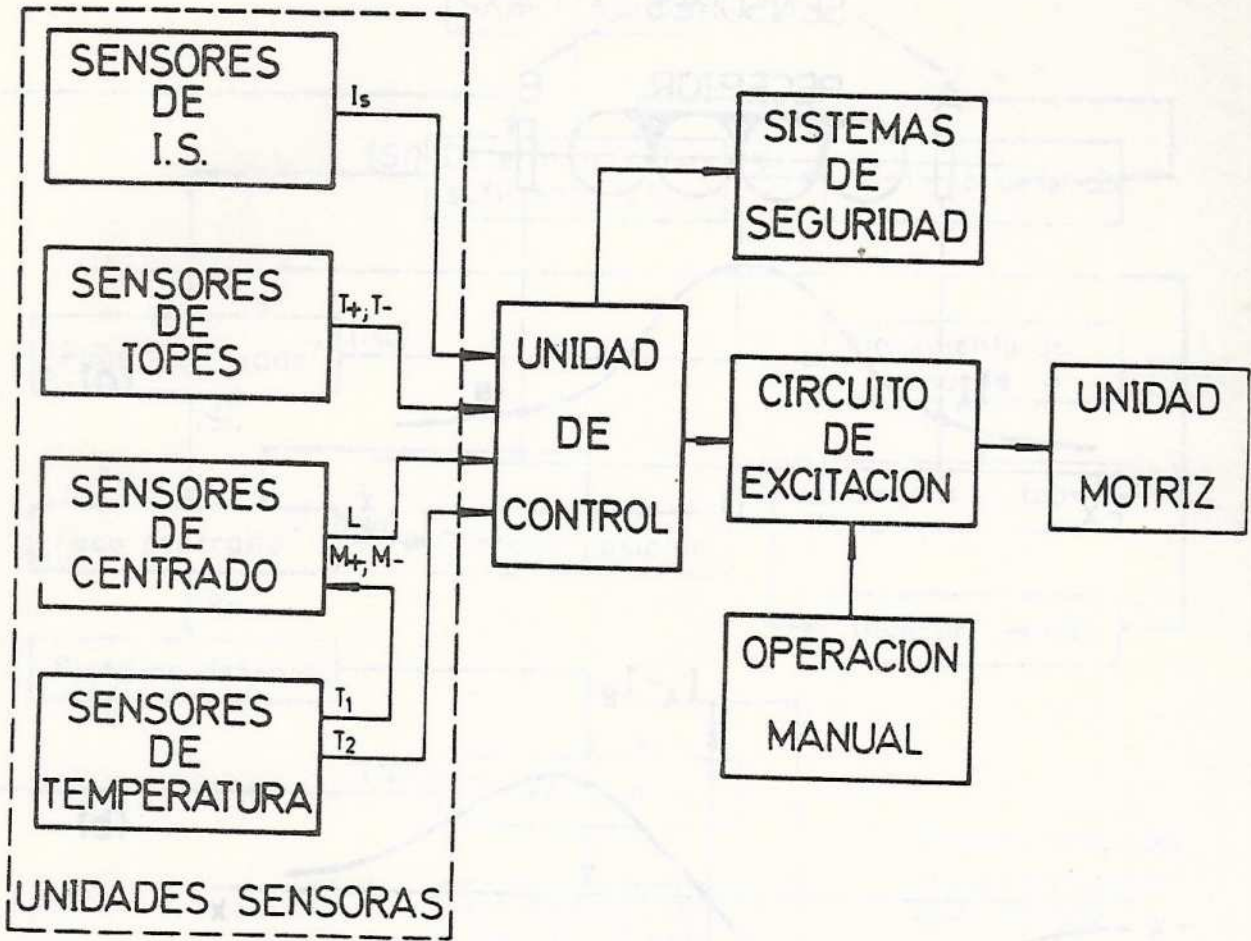 SENSORES
DE
I.S.
Is
SENSORES
DE
TOPES
T+, T-
SENSORES
DE
CENTRADO
L
M+, M-
SENSORES
DE
TEMPERATURA
T1
T2
UNIDADES SENSORAS
UNIDAD
DE
CONTROL
SISTEMAS
DE
SEGURIDAD
CIRCUITO
DE
EXCITACION
UNIDAD
MOTRIZ
OPERACION
MANUAL